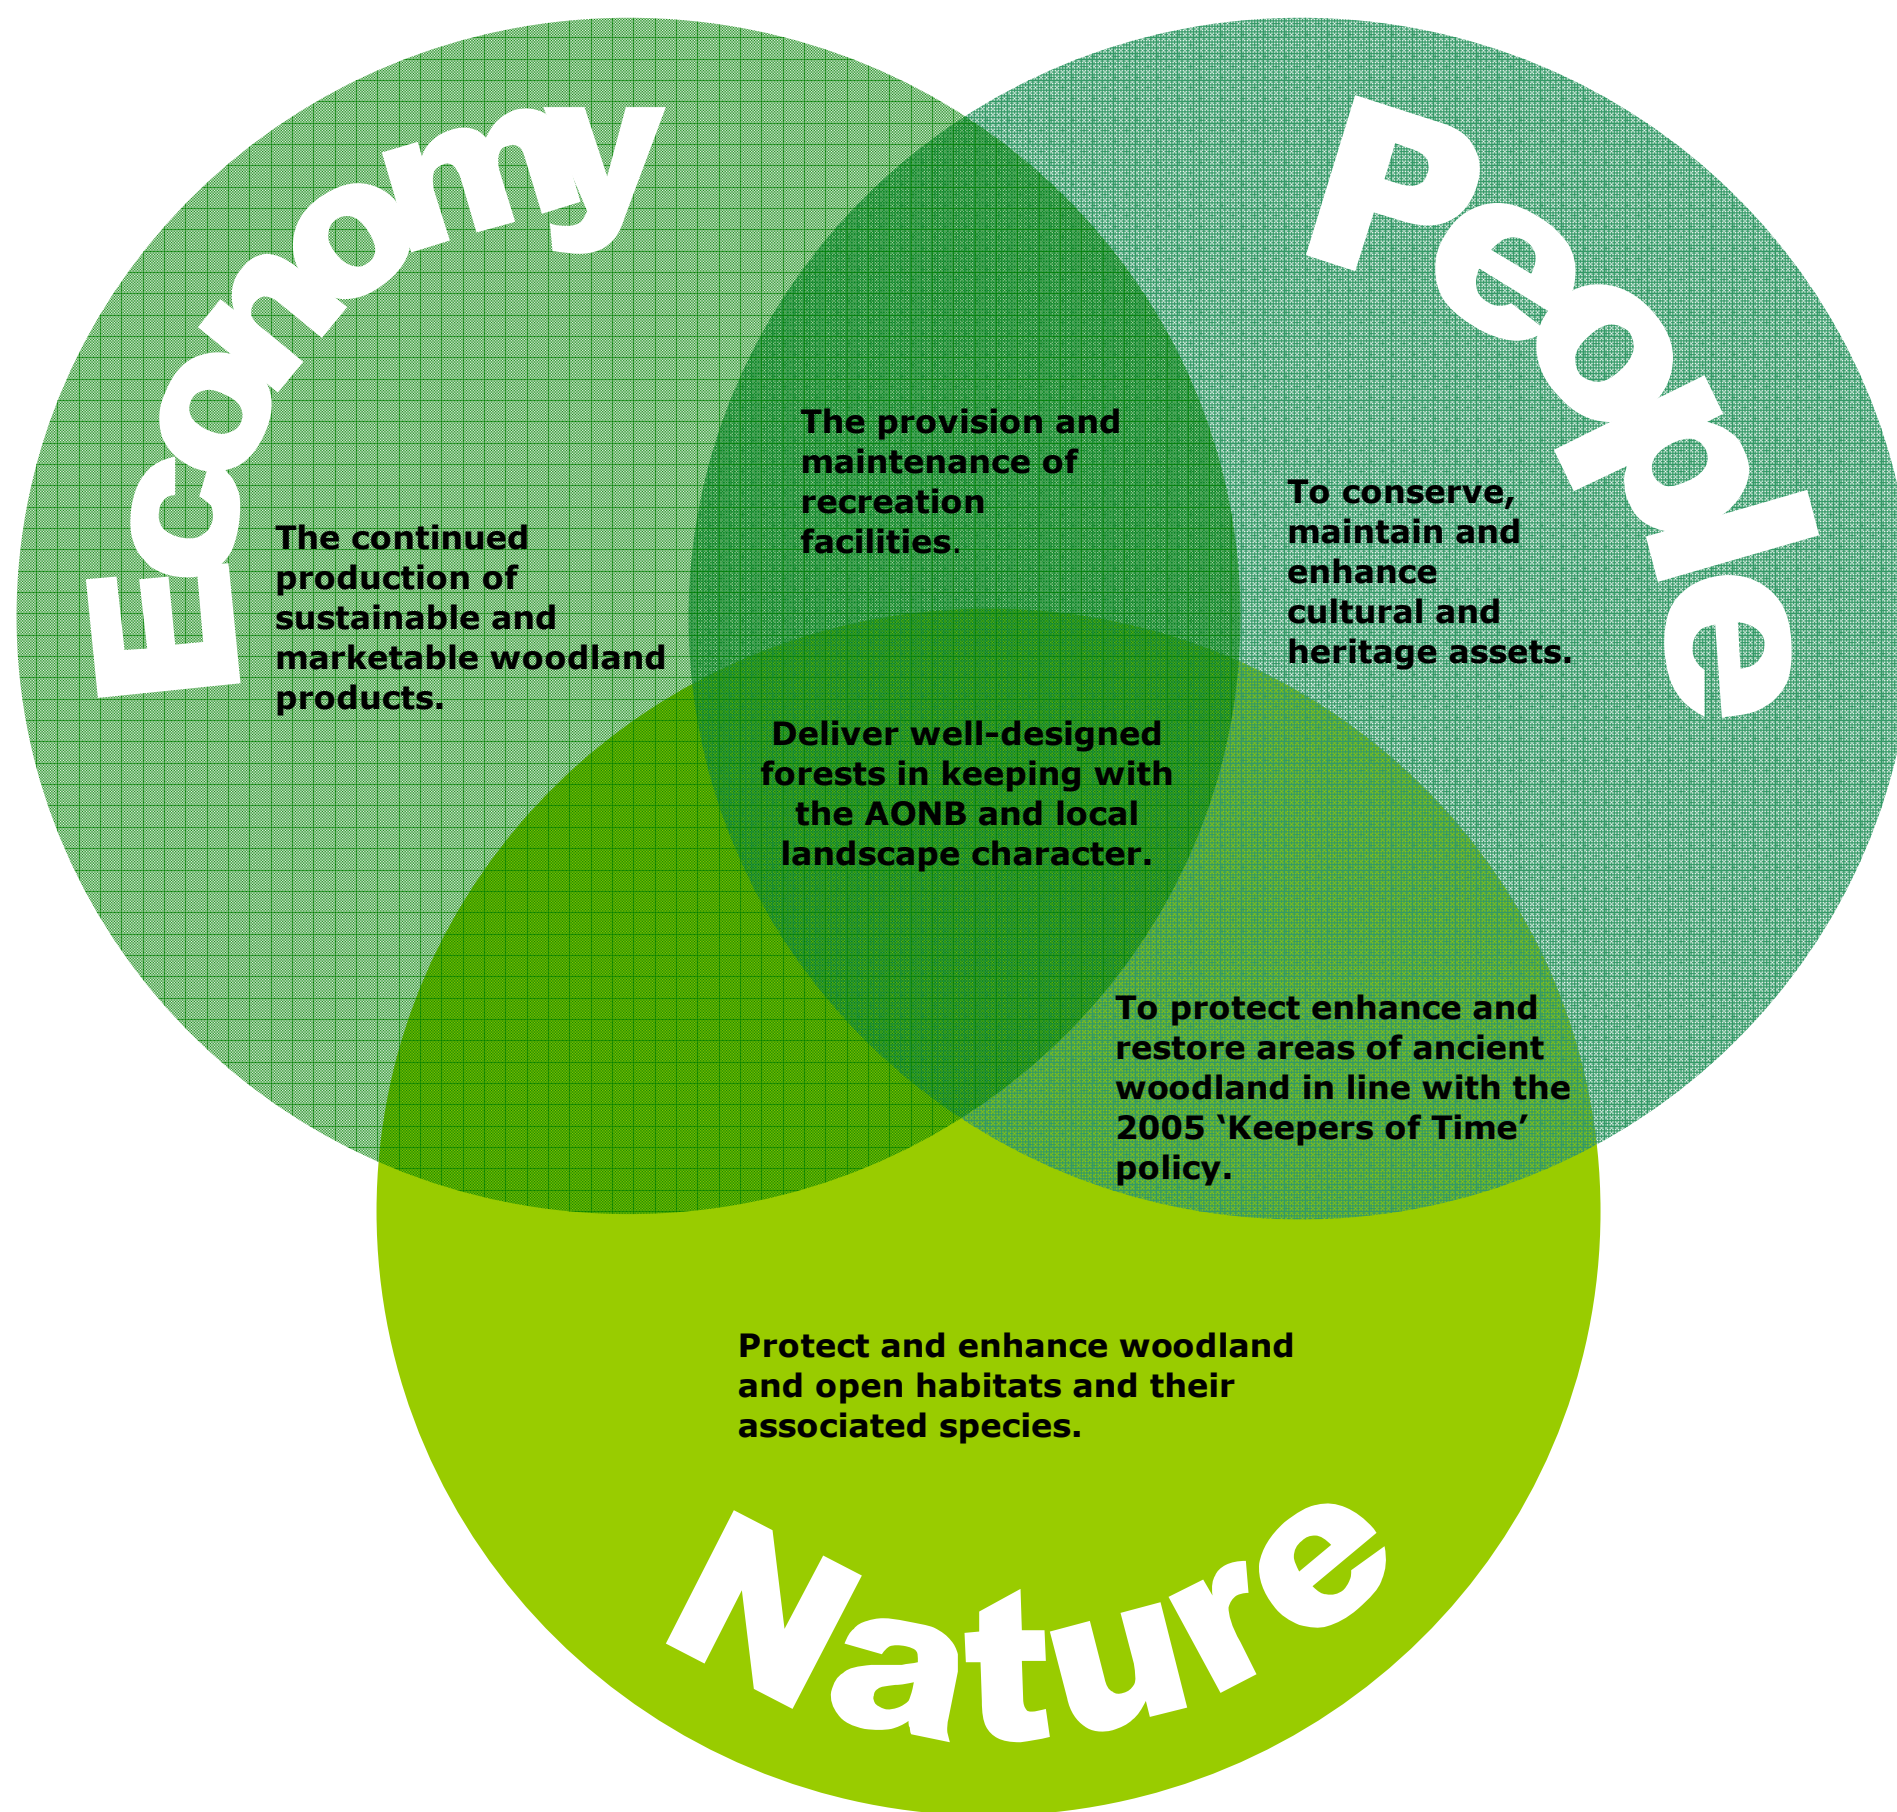 Economy
People
The provision and
maintenance of
recreation
facilities.
To conserve,
maintain and
enhance
cultural and
heritage assets.
The continued
production of
sustainable and
marketable woodland
products.
Deliver well-designed
forests in keeping with
the AONB and local
landscape character.
To protect enhance and
restore areas of ancient
woodland in line with the
2005 ‘Keepers of Time’
policy.
Protect and enhance woodland
and open habitats and their
associated species.
Nature